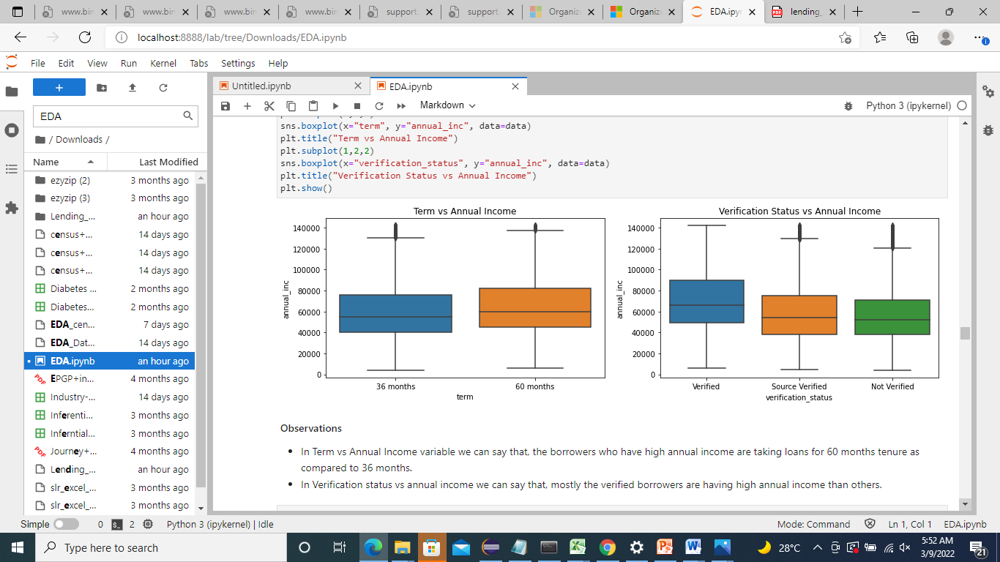 www.bin
www.bin
www.bin
www.bin
support.
support.
Organize
Organize
EDA.ipyn
lending_
localhost:8888/lab/tree/Downloads/EDA.ipynb
File Edit View Run Kernel Tabs Settings Help
Untitled.ipynb
EDA.ipynb
Markdown
Python 3 (ipykernel)
EDA
/ Downloads /
Name Last Modified
ezyzip (2) 3 months ago
ezyzip (3) 3 months ago
Lending_... an hour ago
census+... 14 days ago
census+... 14 days ago
census+... 14 days ago
Diabetes ... 2 months ago
Diabetes... 2 months ago
EDA_cen... 7 days ago
EDA_Dat... 14 days ago
EDA.ipynb an hour ago
EPGP+in... 4 months ago
Industry-... 14 days ago
Inferenti... 3 months ago
Inferntial... 3 months ago
Journey+... 4 months ago
Lending_... an hour ago
slr_excel_... 3 months ago
slr_excel_... 3 months ago
sns.boxplot(x="term", y="annual_inc", data=data)
plt.title("Term vs Annual Income")
plt.subplot(1,2,2)
sns.boxplot(x="verification_status", y="annual_inc", data=data)
plt.title("Verification Status vs Annual Income")
plt.show()
Term vs Annual Income
140000
120000
100000
80000
60000
40000
20000
0
annual_inc
36 months 60 months
term
Verification Status vs Annual Income
140000
120000
100000
80000
60000
40000
20000
0
annual_inc
Verified Source Verified Not Verified
verification_status
Observations
• In Term vs Annual Income variable we can say that, the borrowers who have high annual income are taking loans for 60 months tenure as
compared to 36 months.
• In Verification status vs annual income we can say that, mostly the verified borrowers are having high annual income than others.
Simple 0 2 Python 3 (ipykernel) | Idle
Mode: Command Ln 1, Col 1 EDA.ipynb
Type here to search
28°C
5:52 AM
3/9/2022
21